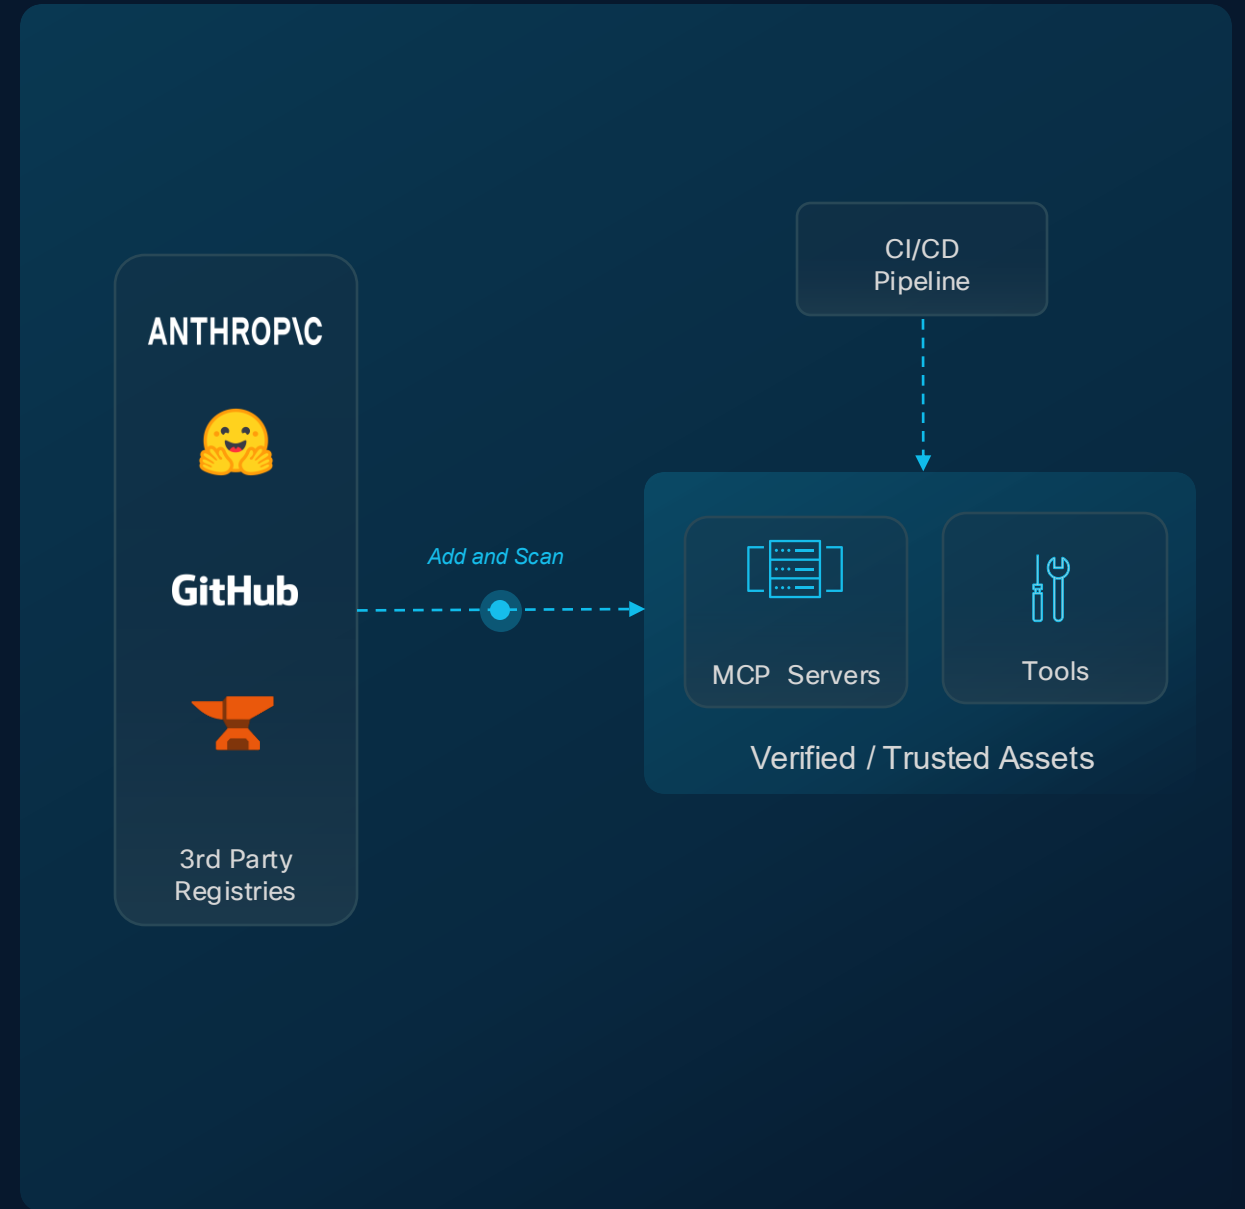 ANTHROP\C
GitHub
3rd Party
Registries
Add and Scan
CI/CD
Pipeline
MCP Servers
Tools
Verified / Trusted Assets